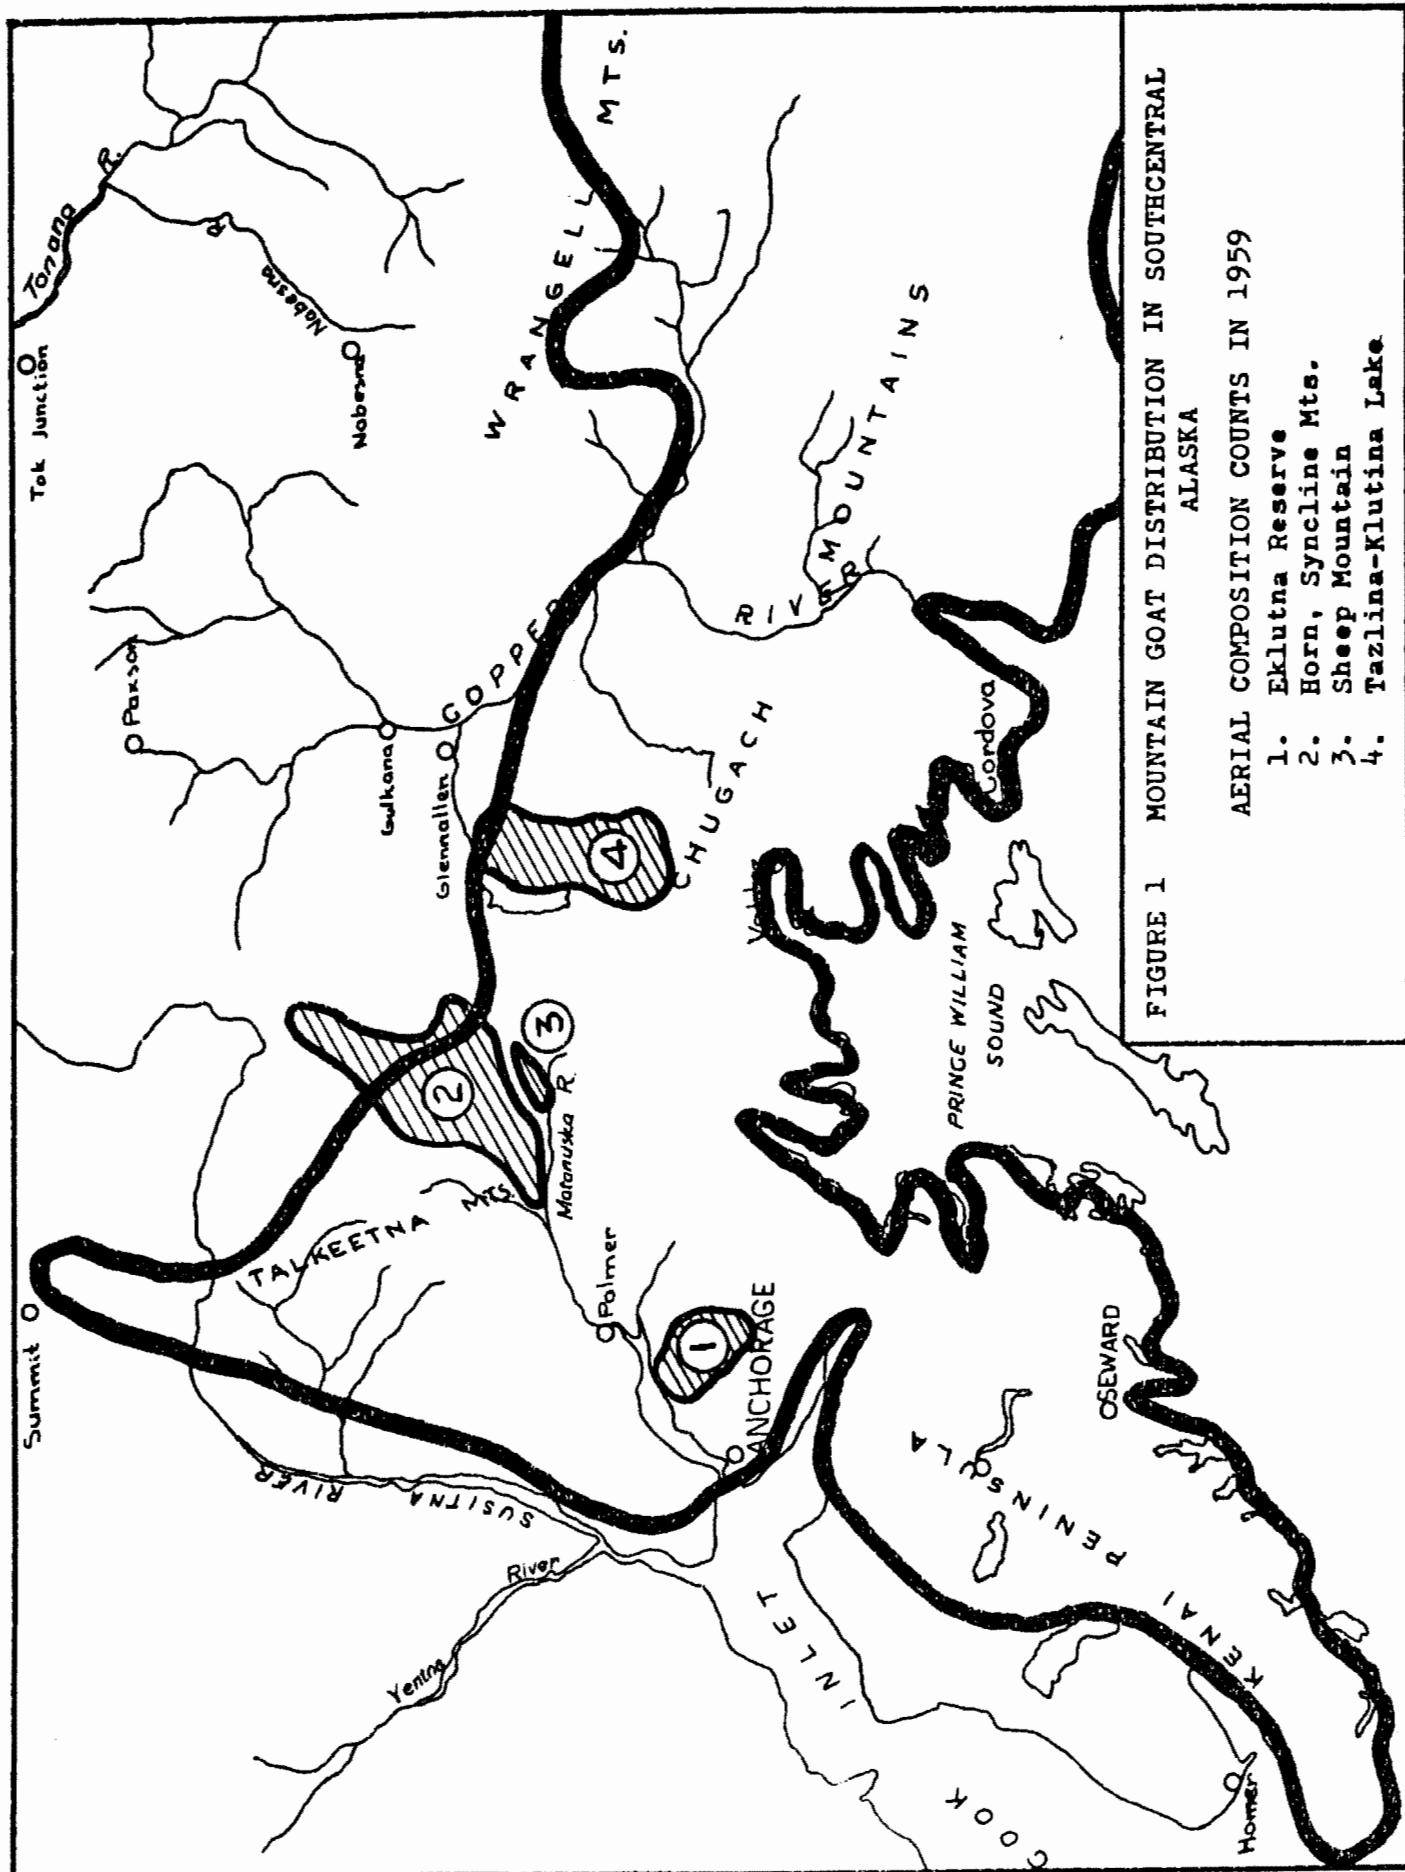 Summit
Tok Junction
Tanana R.
Paxson
Nabesna R.
Nabesna
Gulkana
Glennallen
COPPER
RIVER
WRANGELL MTS.
SUSITNA RIVER
TALKEETNA MTS.
Yentna River
Matanuska R.
Palmer
1
2
3
4
ANCHORAGE
CHUGACH MOUNTAINS
Valdez
Cordova
PRINCE WILLIAM
SOUND
COOK INLET
KENAI PENINSULA
SEWARD
Homer
FIGURE 1 MOUNTAIN GOAT DISTRIBUTION IN SOUTHCENTRAL
ALASKA
AERIAL COMPOSITION COUNTS IN 1959
1. Eklutna Reserve
2. Horn, Syncline Mts.
3. Sheep Mountain
4. Tazlina-Klutina Lake